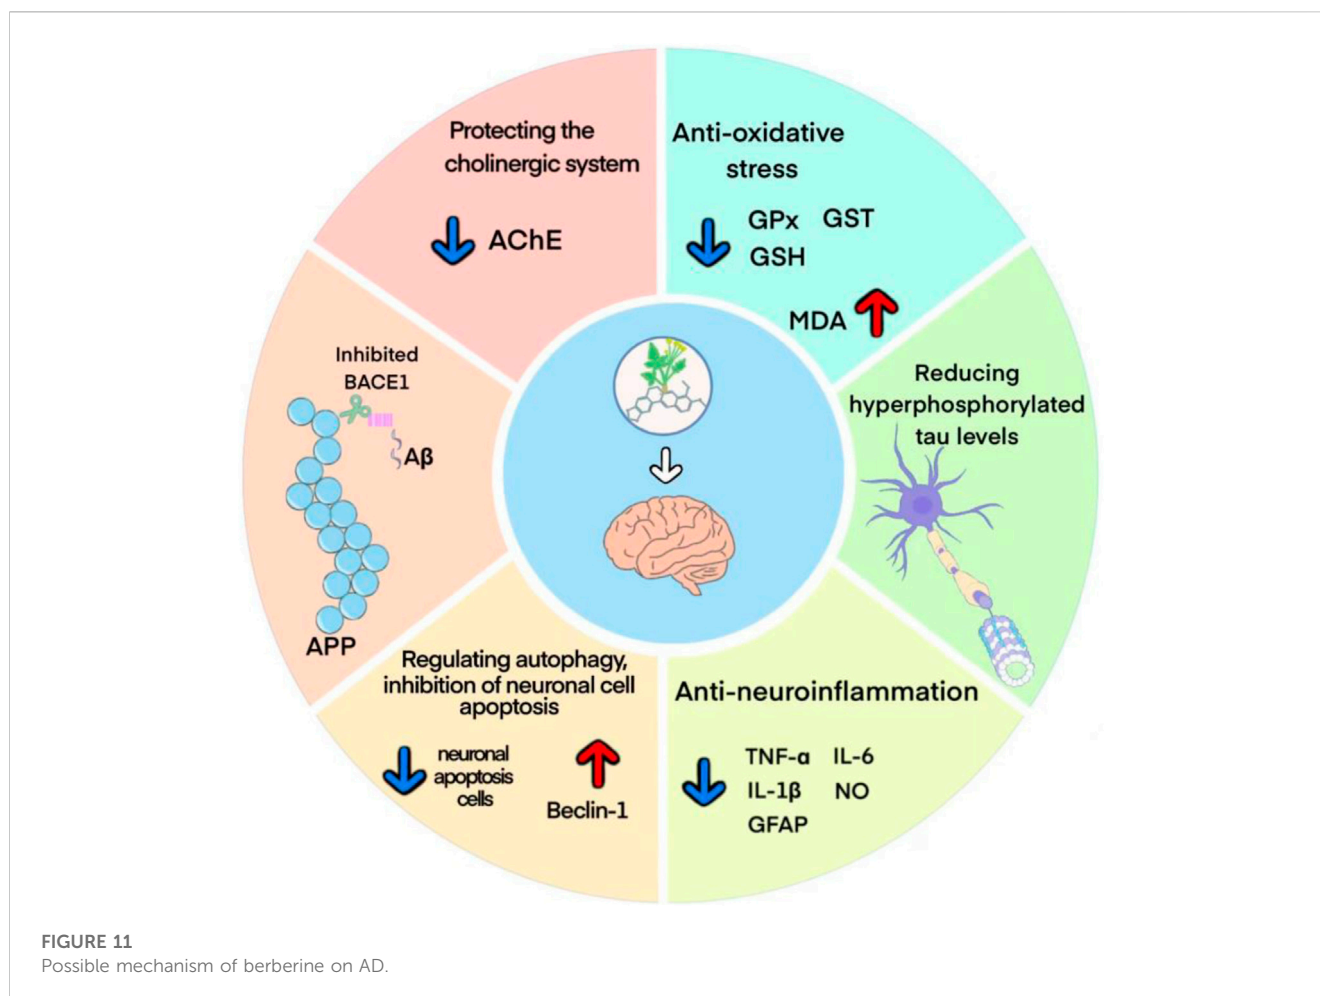 Protecting the
cholinergic system
AChE
Anti-oxidative
stress
GPx GST
GSH
MDA
Inhibited
BACE1
Aβ
APP
Reducing
hyperphosphorylated
tau levels
Regulating autophagy,
inhibition of neuronal cell
apoptosis
neuronal
apoptosis
cells
Beclin-1
Anti-neuroinflammation
TNF-α IL-6
IL-1β NO
GFAP
FIGURE 11
Possible mechanism of berberine on AD.